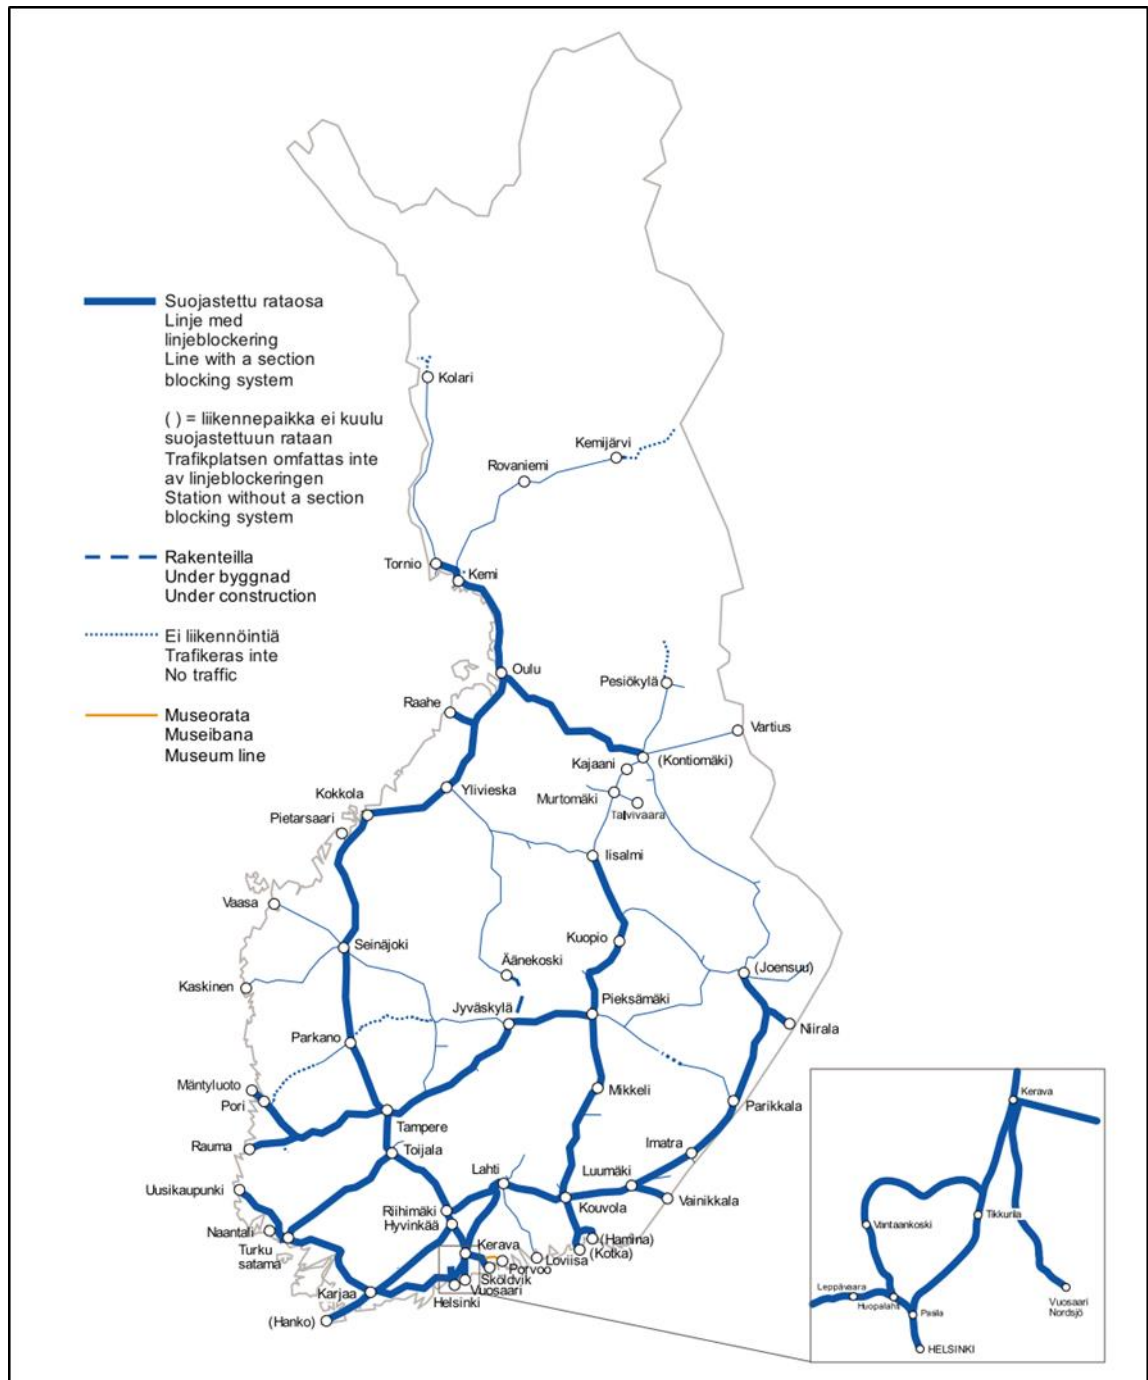 Suojastettu rataosa
Linje med
linjeblockering
Line with a section
blocking system
( ) = liikennepaikka ei kuulu
suojastettuun rataan
Trafikplatsen omfattas inte
av linjeblockeringen
Station without a section
blocking system
Rakenteilla
Under byggnad
Under construction
Ei liikennöintiä
Trafikeras inte
No traffic
Museorata
Museibana
Museum line
Kolari
Kemijärvi
Rovaniemi
Tornio
Kemi
Oulu
Pesiökylä
Raahe
Vartius
(Kontiomäki)
Kajaani
Ylivieska
Murtomäki
Talvivaara
Kokkola
Pietarsaari
Iisalmi
Vaasa
Seinäjoki
Kuopio
Äänekoski
(Joensuu)
Kaskinen
Jyväskylä
Pieksämäki
Niirala
Parkano
Mäntyluoto
Pori
Mikkeli
Parikkala
Tampere
Rauma
Toijala
Imatra
Lahti
Luumäki
Uusikaupunki
Vainikkala
Kouvola
Riihimäki
Hyvinkää
Naantali
Turku
satama
(Hamina)
(Kotka)
Kerava
Loviisa
Porvoo
Sköldvik
Vuosaari
Helsinki
Karjaa
(Hanko)
Kerava
Tikkurila
Vantaankoski
Leppävaara
Huopalahti
Pasila
Vuosaari
Nordsjö
HELSINKI